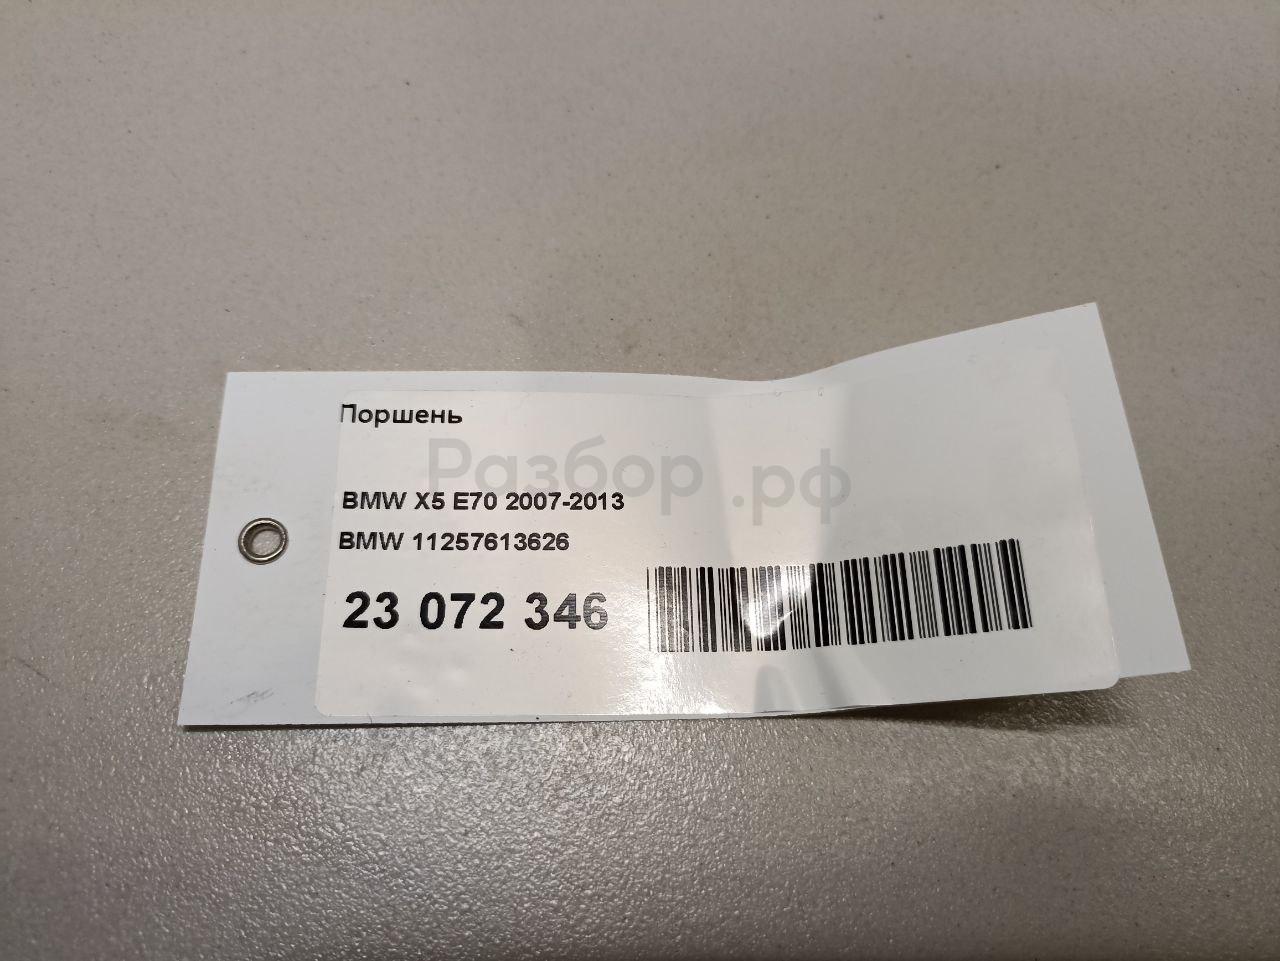 Поршень
Разбор.рф
BMW X5 E70 2007-2013
BMW 11257613626
23 072 346